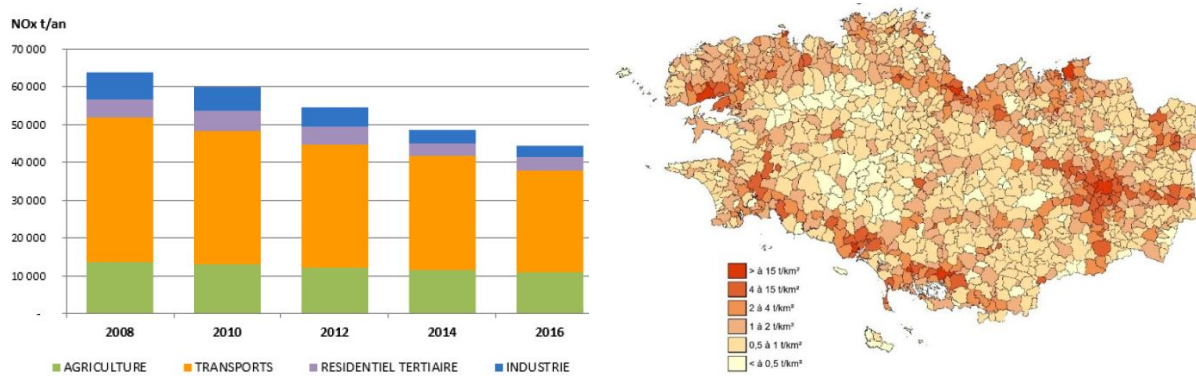 NOx t/an
70 000
60 000
50 000
40 000
30 000
20 000
10 000
-
2008 2010 2012 2014 2016
AGRICULTURE TRANSPORTS RESIDENTIEL TERTIAIRE INDUSTRIE
> à 15 t/km²
4 à 15 t/km²
2 à 4 t/km²
1 à 2 t/km²
0,5 à 1 t/km²
< à 0,5 t/km²